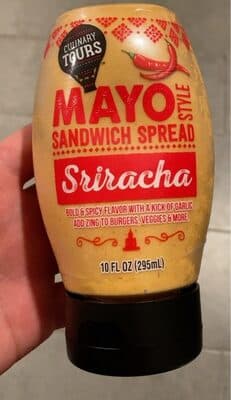 CULINARY
TOURS
MAYO
STYLE
SANDWICH SPREAD
Sriracha
BOLD & SPICY FLAVOR WITH A KICK OF GARLIC
ADD ZING TO BURGERS, VEGGIES & MORE
10 FL OZ (295mL)